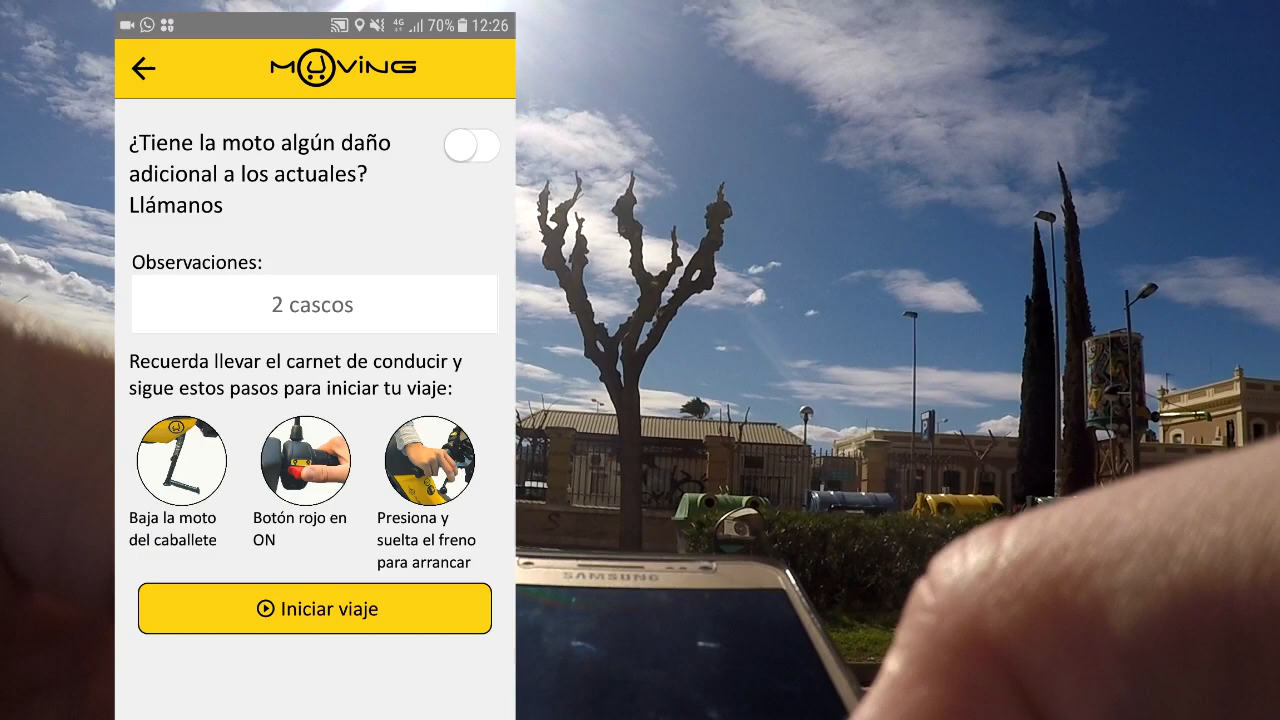 4G
70%
12:26
MUVING
¿Tiene la moto algún daño
adicional a los actuales?
Llámanos
Observaciones:
2 cascos
Recuerda llevar el carnet de conducir y
sigue estos pasos para iniciar tu viaje:
Baja la moto
del caballete
Botón rojo en
ON
Presiona y
suelta el freno
para arrancar
Iniciar viaje
SAMSUNG